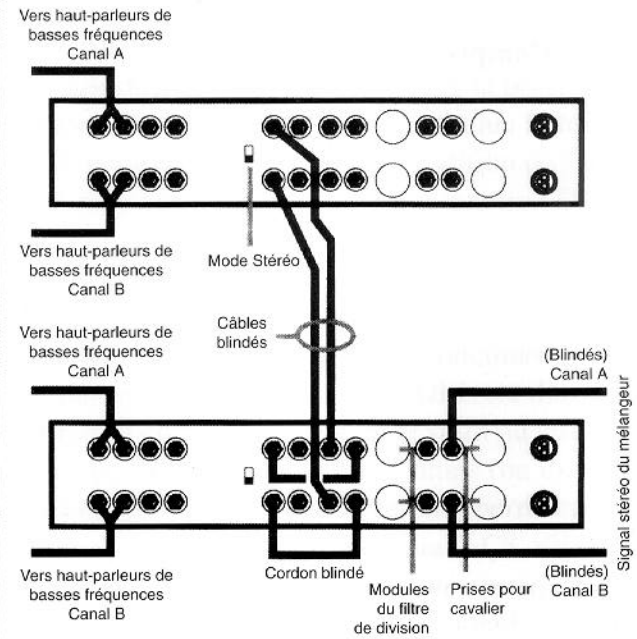 Vers haut-parleurs de
basses fréquences
Canal A
Vers haut-parleurs de
basses fréquences
Canal B
Mode Stéréo
Câbles
blindés
Vers haut-parleurs de
basses fréquences
Canal A
(Blindés)
Canal A
Signal stéréo du mélangeur
Vers haut-parleurs de
basses fréquences
Canal B
Cordon blindé
Modules
du filtre
de division
Prises pour
cavalier
(Blindés)
Canal B